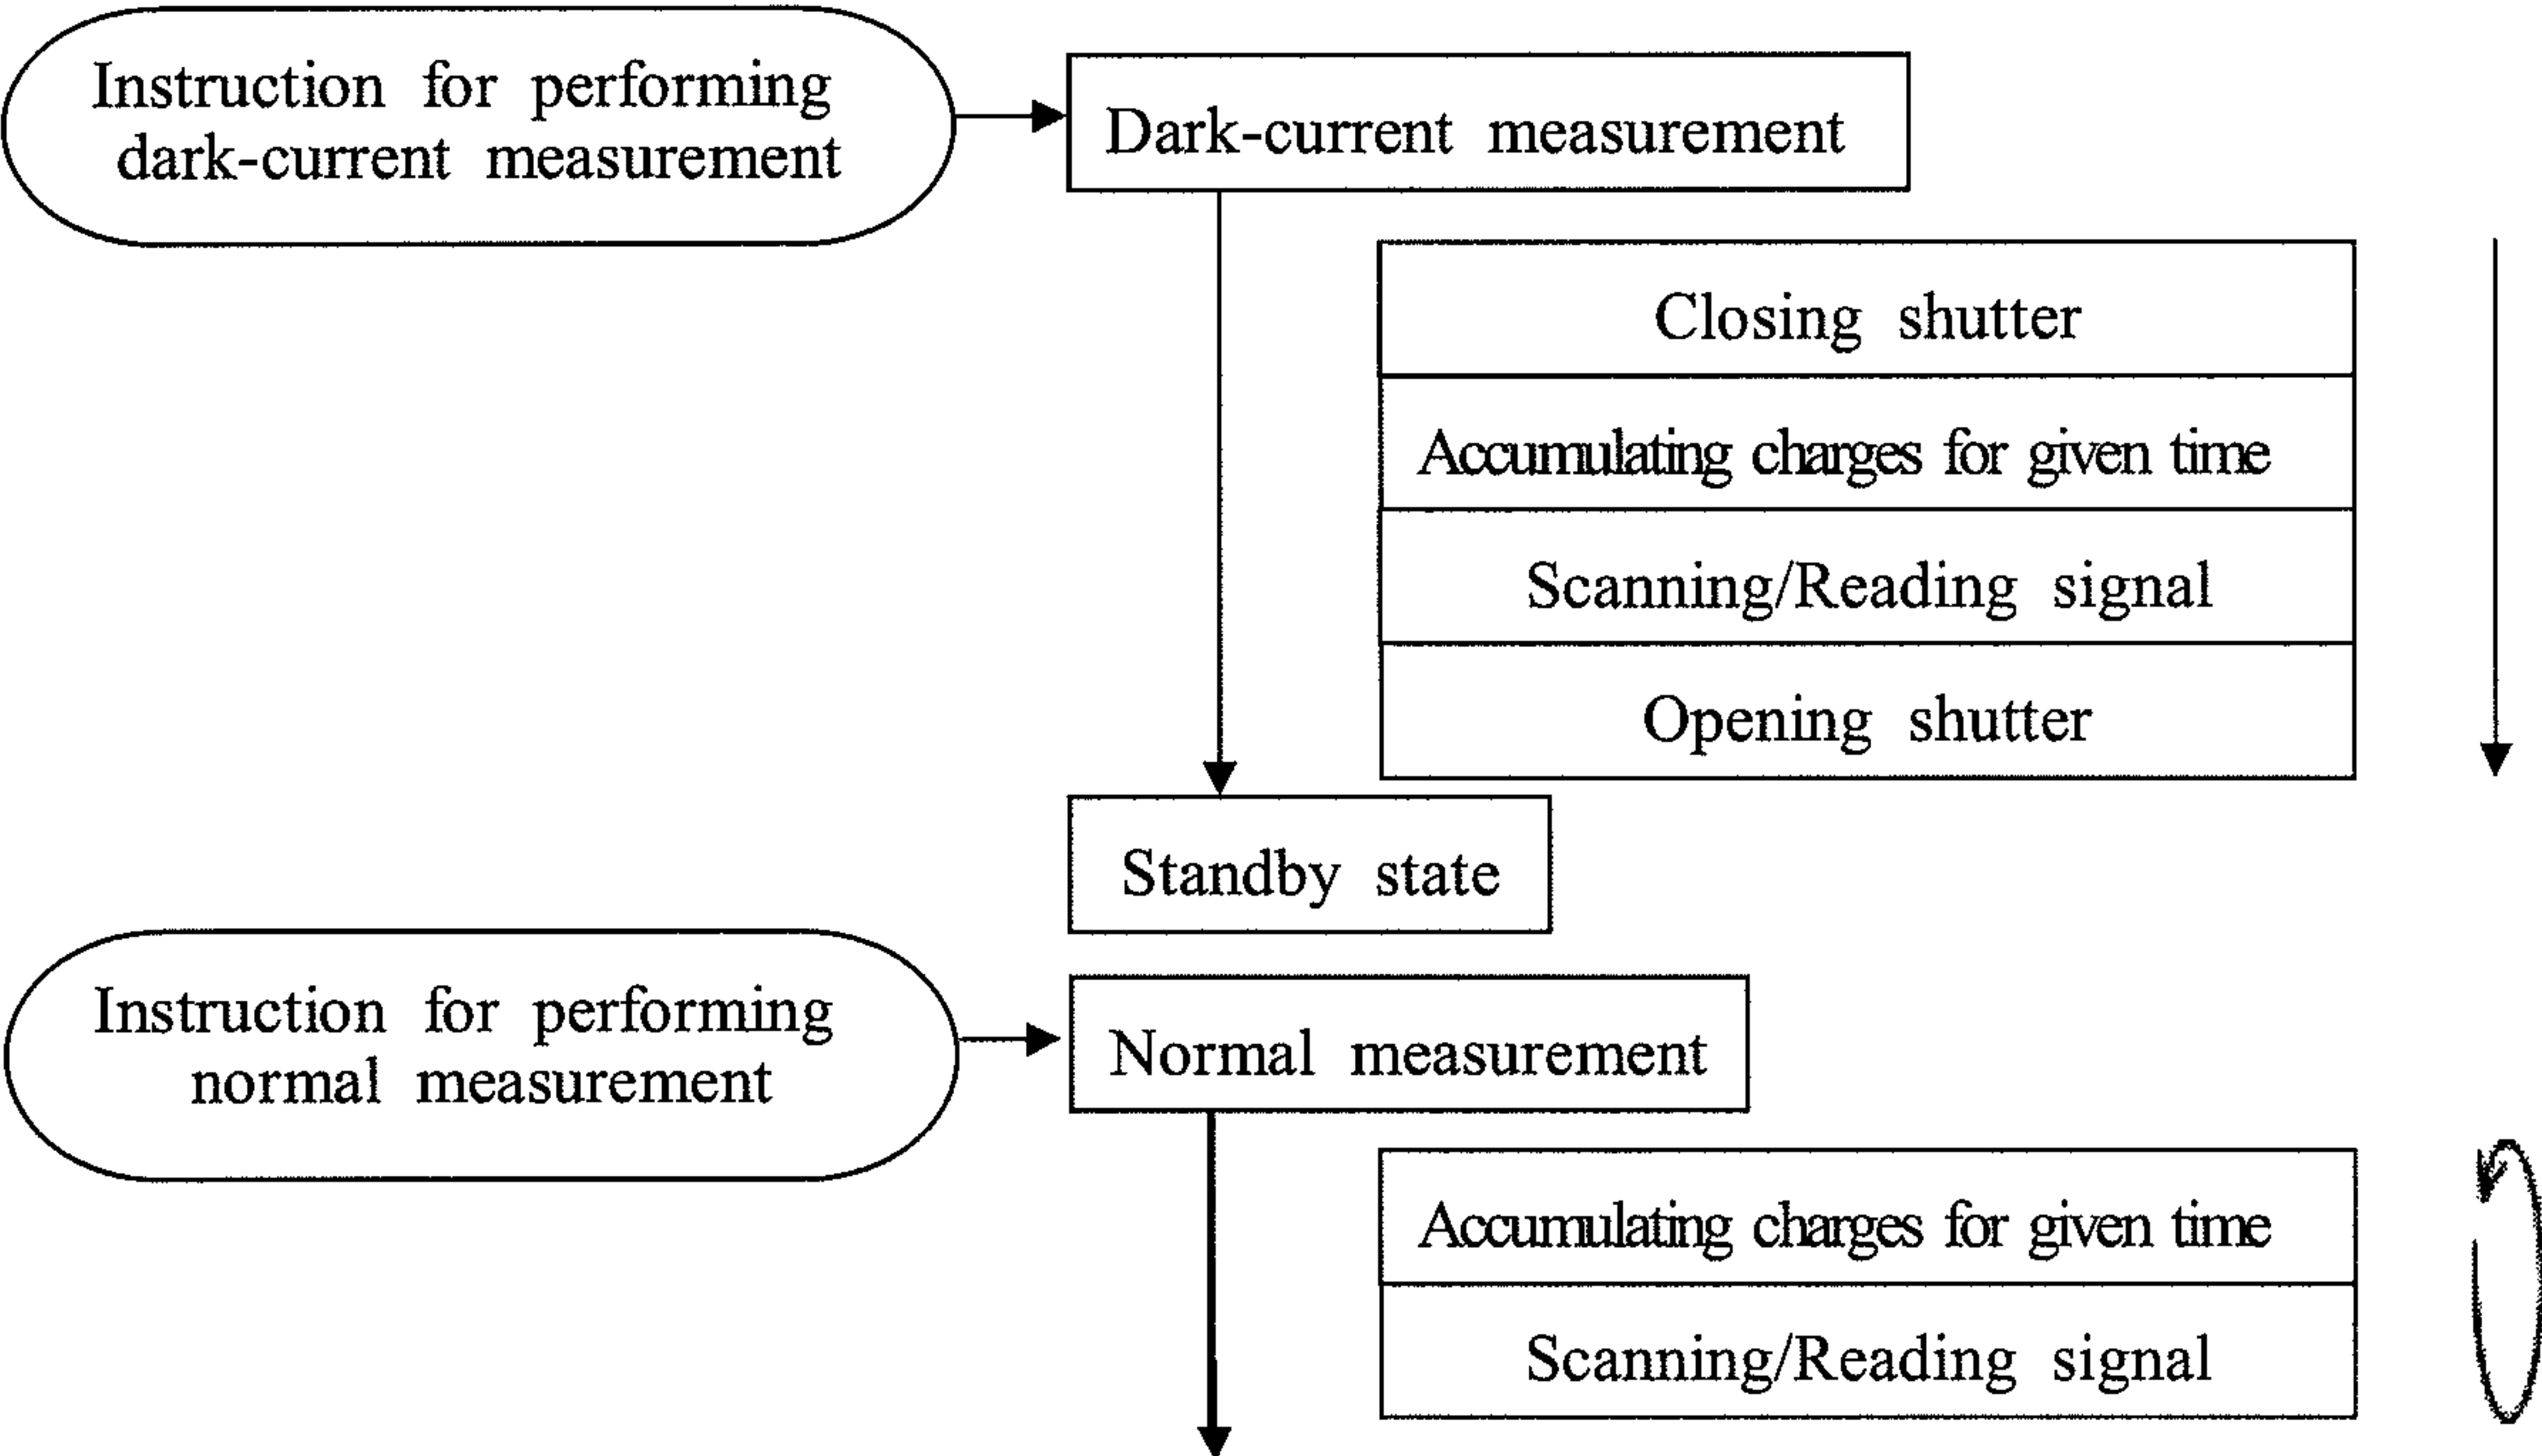 Instruction for performing
dark-current measurement
Dark-current measurement
Closing shutter
Accumulating charges for given time
Scanning/Reading signal
Opening shutter
Standby state
Instruction for performing
normal measurement
Normal measurement
Accumulating charges for given time
Scanning/Reading signal